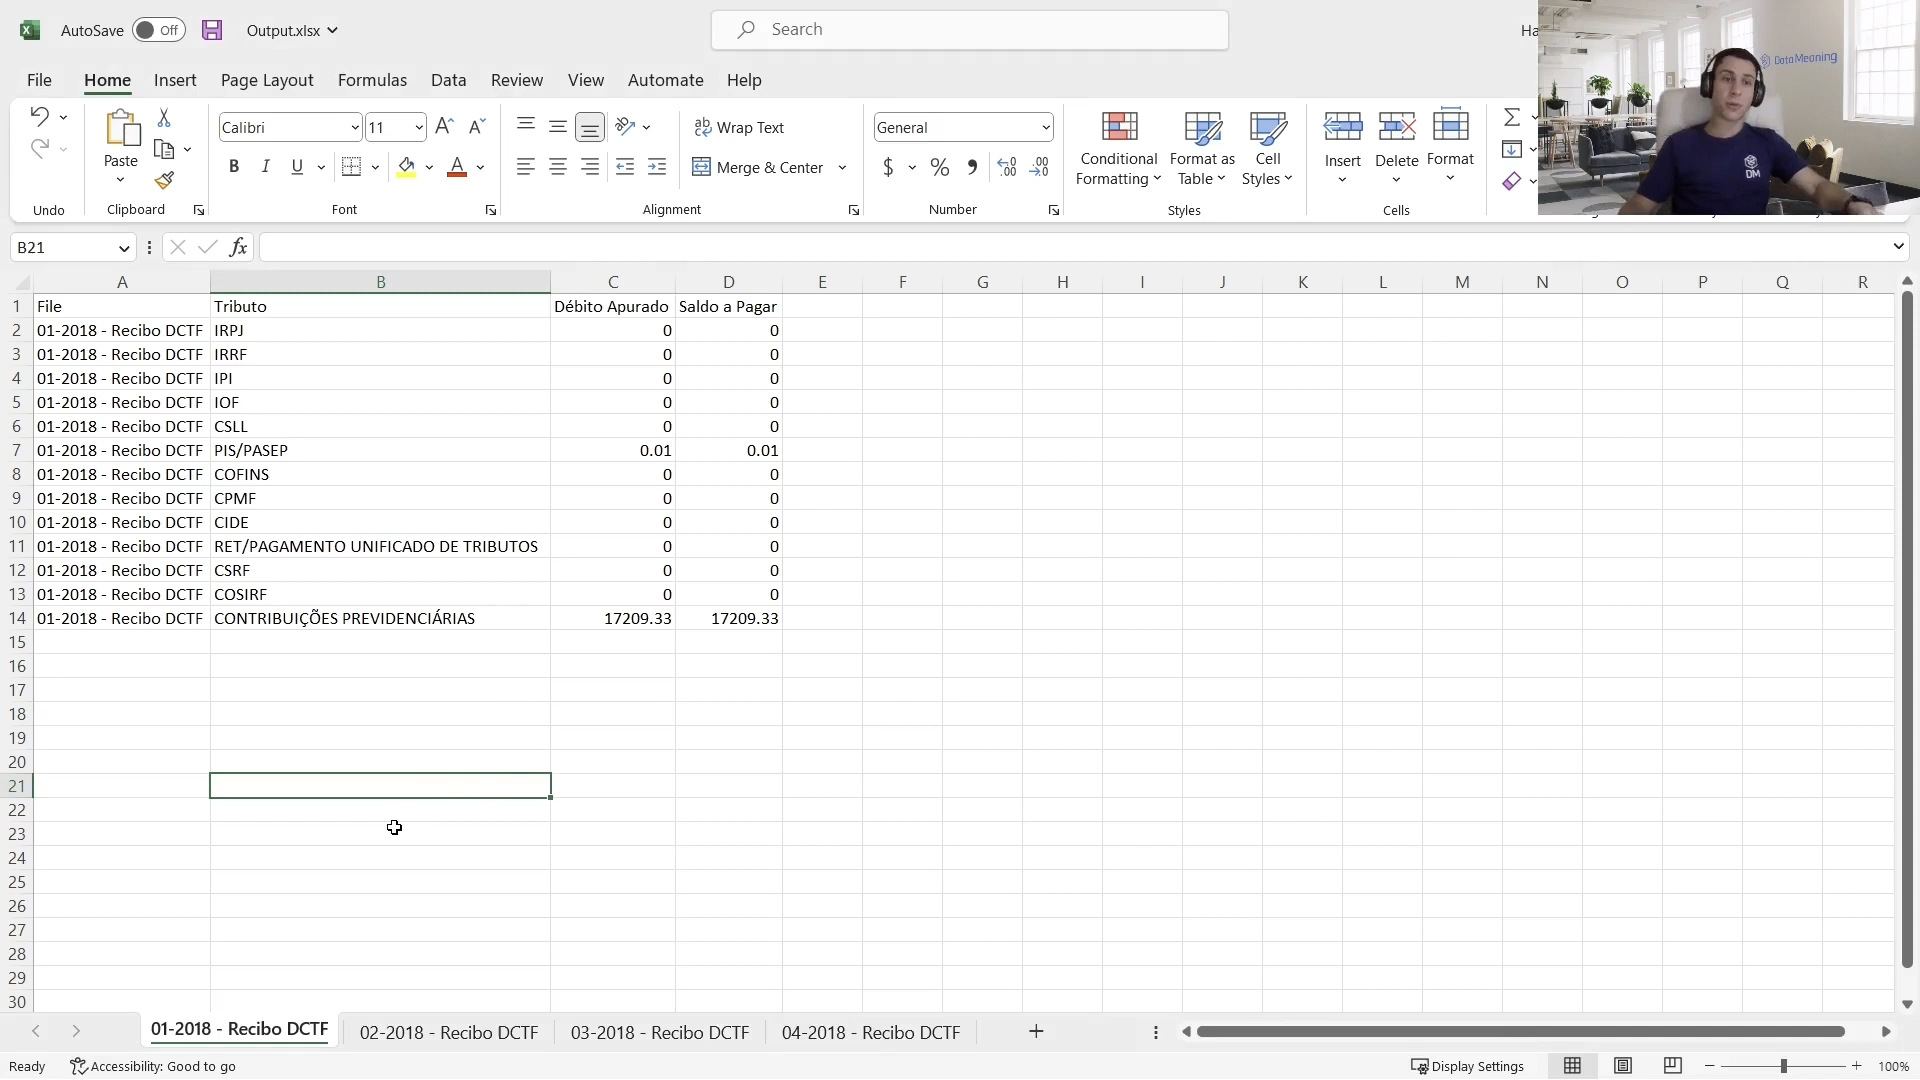 AutoSave Off Output.xlsx Search Ha
File Home Insert Page Layout Formulas Data Review View Automate Help
DataMeaning
DM
Calibri 11 Wrap Text General
Paste Merge & Center $ % Conditional Formatting Format as Table Cell Styles Insert Delete Format
Undo Clipboard Font Alignment Number Styles Cells
B21 fx
A B C D E F G H I J K L M N O P Q R
1 File Tributo Débito Apurado Saldo a Pagar
2 01-2018 - Recibo DCTF IRPJ 0 0
3 01-2018 - Recibo DCTF IRRF 0 0
4 01-2018 - Recibo DCTF IPI 0 0
5 01-2018 - Recibo DCTF IOF 0 0
6 01-2018 - Recibo DCTF CSLL 0 0
7 01-2018 - Recibo DCTF PIS/PASEP 0.01 0.01
8 01-2018 - Recibo DCTF COFINS 0 0
9 01-2018 - Recibo DCTF CPMF 0 0
10 01-2018 - Recibo DCTF CIDE 0 0
11 01-2018 - Recibo DCTF RET/PAGAMENTO UNIFICADO DE TRIBUTOS 0 0
12 01-2018 - Recibo DCTF CSRF 0 0
13 01-2018 - Recibo DCTF COSIRF 0 0
14 01-2018 - Recibo DCTF CONTRIBUIÇÕES PREVIDENCIÁRIAS 17209.33 17209.33
15
16
17
18
19
20
21
22
23
24
25
26
27
28
29
30
01-2018 - Recibo DCTF 02-2018 - Recibo DCTF 03-2018 - Recibo DCTF 04-2018 - Recibo DCTF
Ready Accessibility: Good to go Display Settings 100%